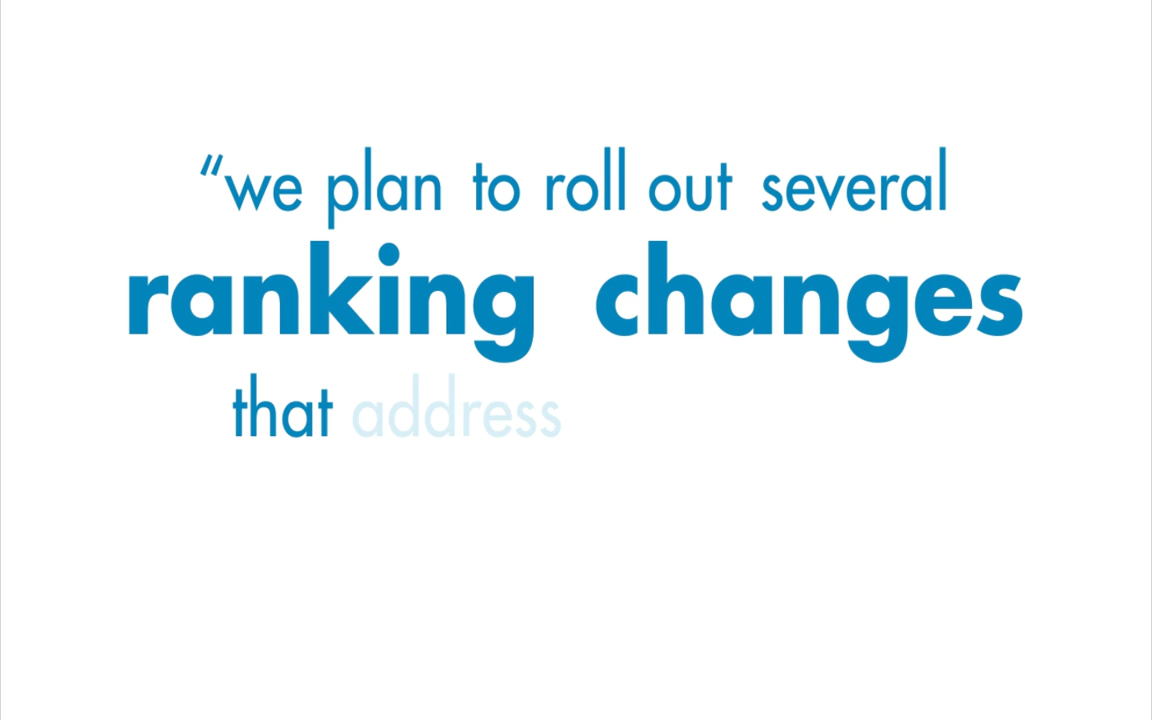 “we plan to roll out several
ranking changes
that address